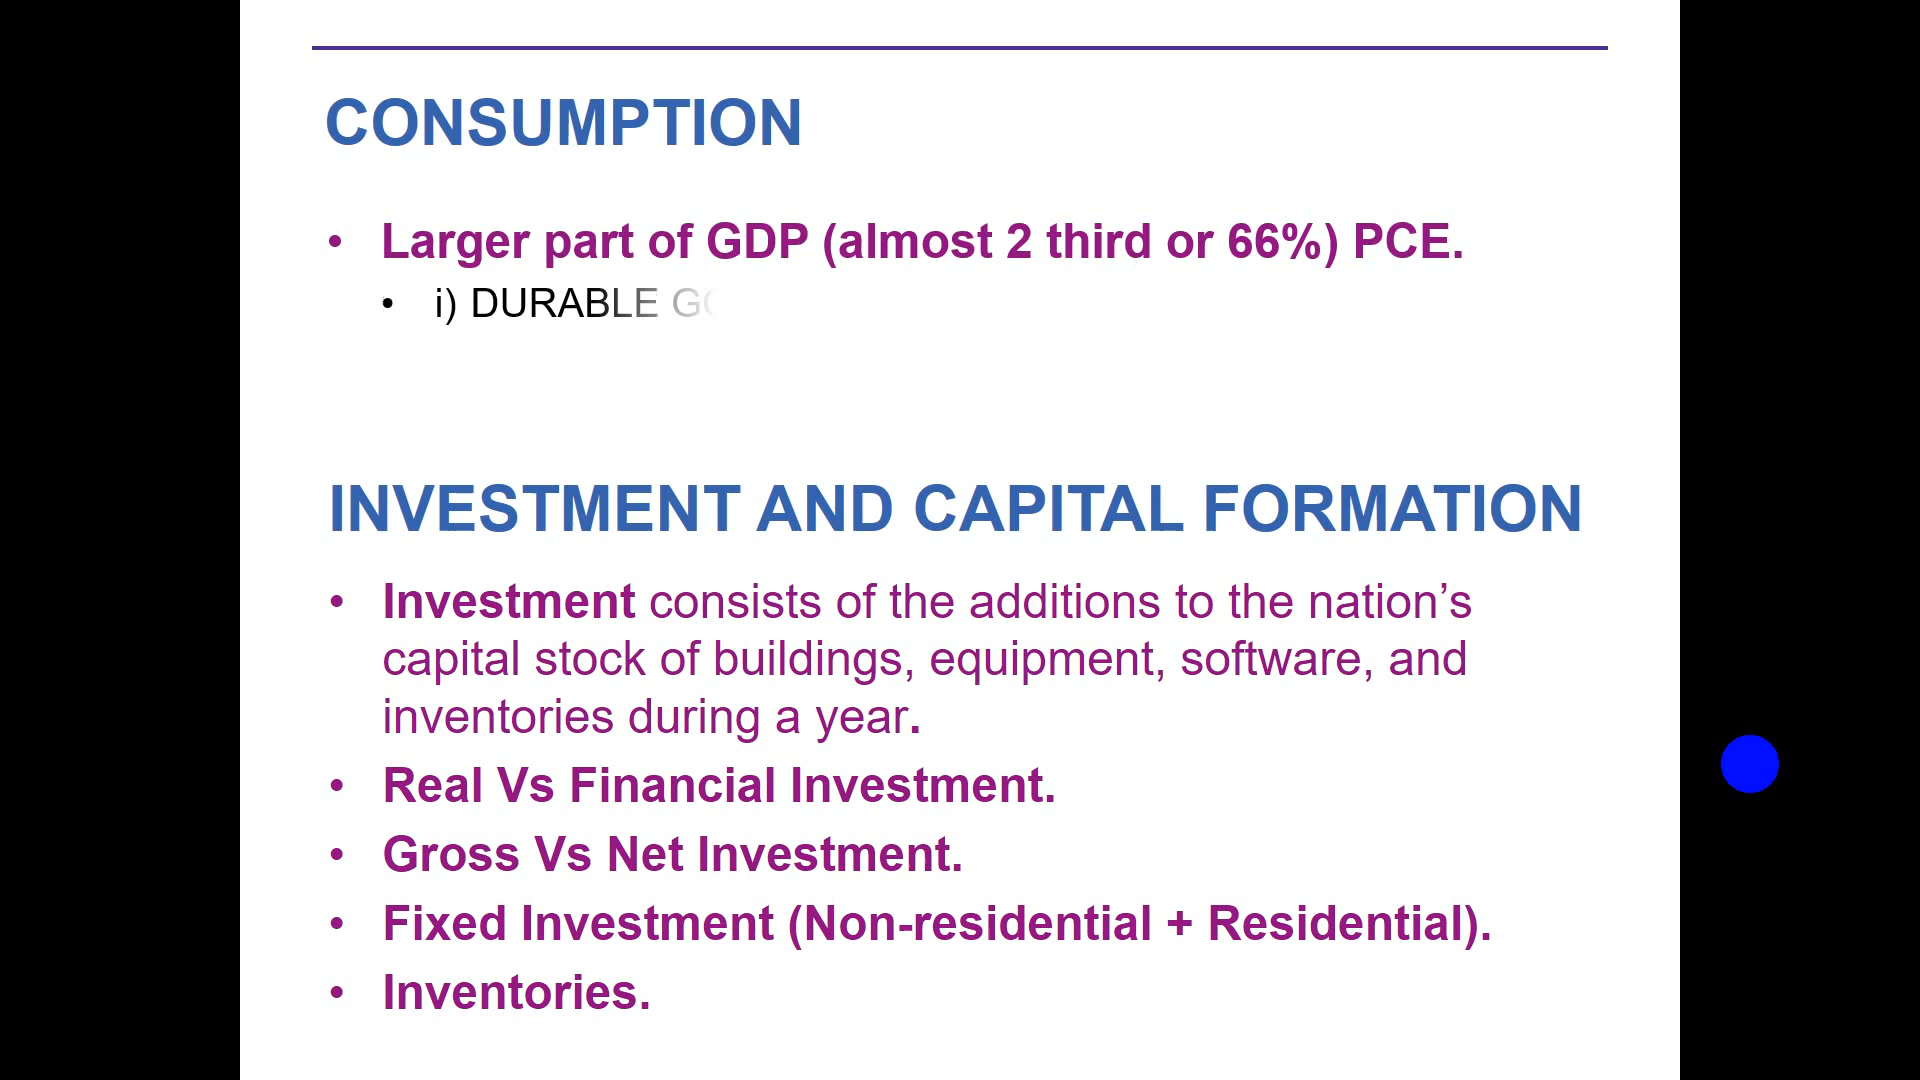 CONSUMPTION
• Larger part of GDP (almost 2 third or 66%) PCE.
• i) DURABLE
INVESTMENT AND CAPITAL FORMATION
• Investment consists of the additions to the nation’s
capital stock of buildings, equipment, software, and
inventories during a year.
• Real Vs Financial Investment.
• Gross Vs Net Investment.
• Fixed Investment (Non-residential + Residential).
• Inventories.